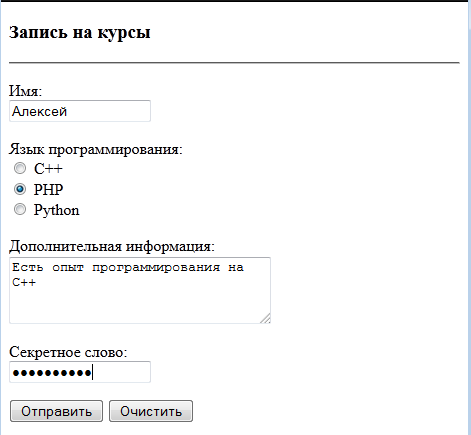 Запись на курсы
Имя:
Алексей
Язык программирования:
C++
PHP
Python
Дополнительная информация:
Есть опыт программирования на
C++
Секретное слово:
●●●●●●●●●●
Отправить Очистить